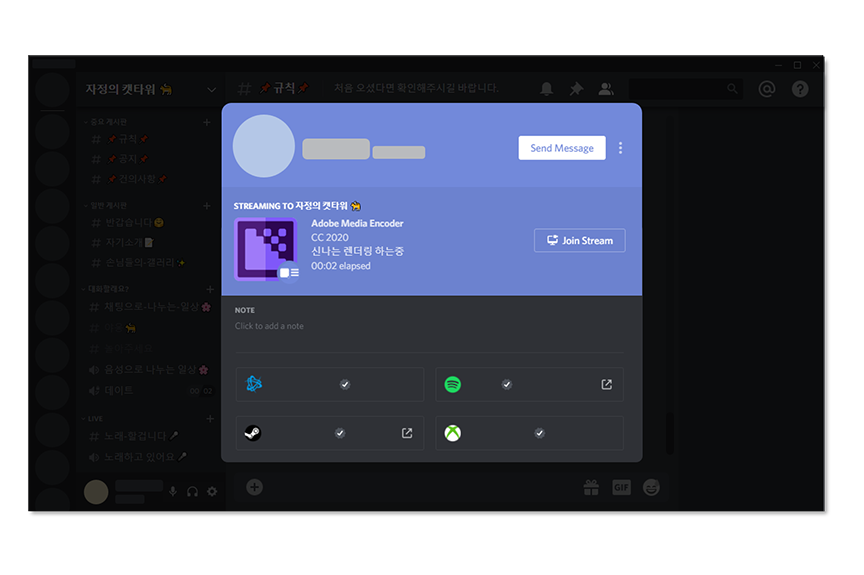 자정의 캣타워
# 📌규칙📌
처음 오셨다면 확인해주시길 바랍니다.
중요 게시판
# 📌규칙📌
# 📌공지📌
# 📌건의사항📌
일반 게시판
# 반갑습니다
# 자기소개
# 손님들의-갤러리✨
대화할래요?
# 채팅으로-나누는-일상🌸
음성으로 나누는 일상🌸
데이트
00 02
LIVE
# 노래-할겁니다🎤
노래하고 있어요🎤
Send Message
STREAMING TO 자정의 캣타워
Adobe Media Encoder
CC 2020
신나는 렌더링 하는중
00:02 elapsed
Join Stream
NOTE
Click to add a note
GIF